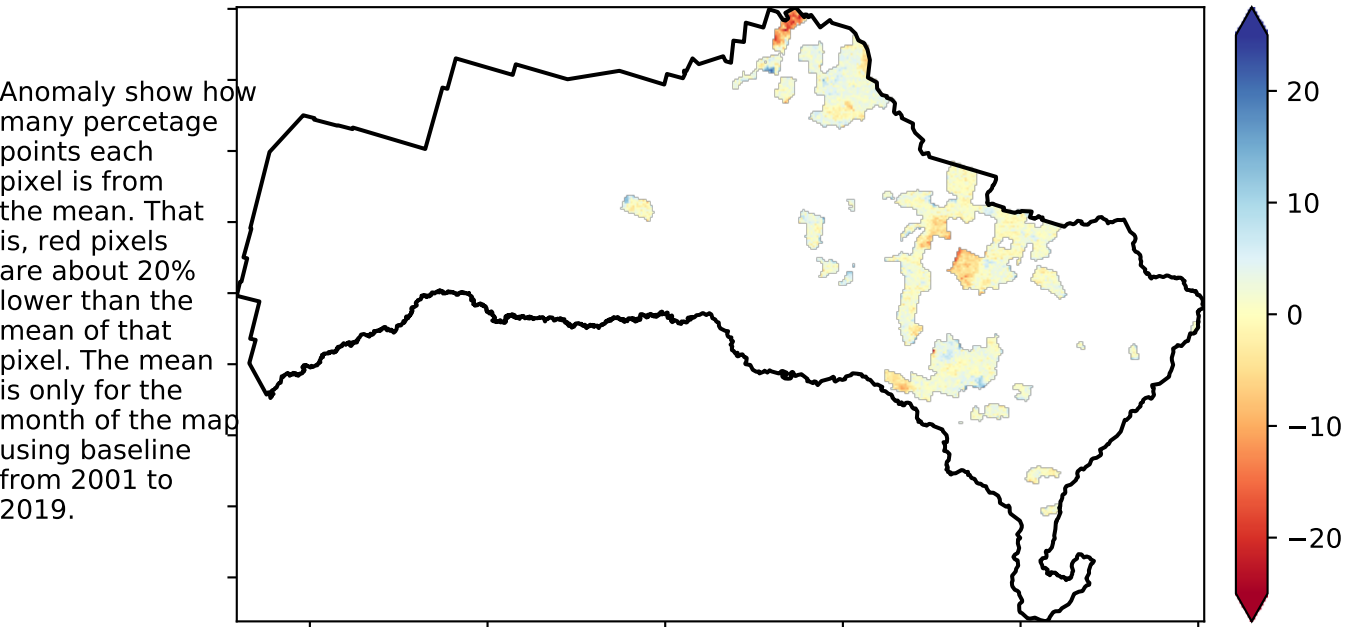 Anomaly show how
many percetage
points each
pixel is from
the mean. That
is, red pixels
are about 20%
lower than the
mean of that
pixel. The mean
is only for the
month of the map
using baseline
from 2001 to
2019.
20
10
0
−10
−20